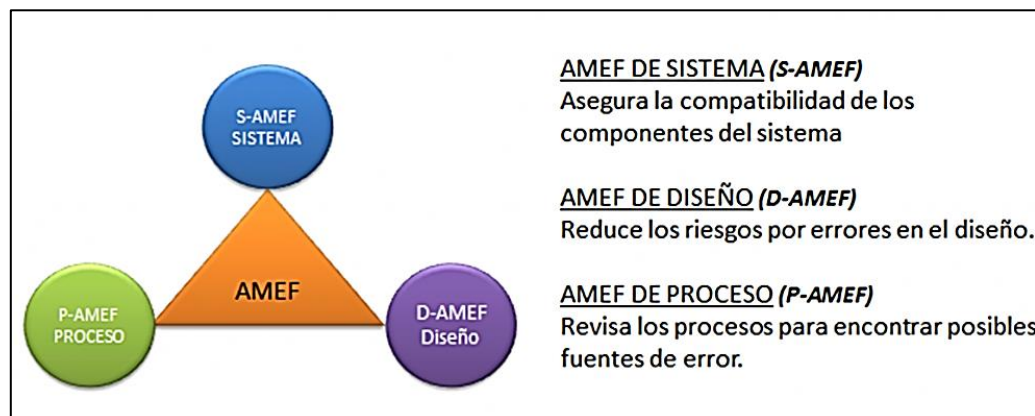 S-AMEF
SISTEMA
AMEF
P-AMEF
PROCESO
D-AMEF
Diseño
AMEF DE SISTEMA (S-AMEF)
Asegura la compatibilidad de los
componentes del sistema
AMEF DE DISEÑO (D-AMEF)
Reduce los riesgos por errores en el diseño.
AMEF DE PROCESO (P-AMEF)
Revisa los procesos para encontrar posibles
fuentes de error.